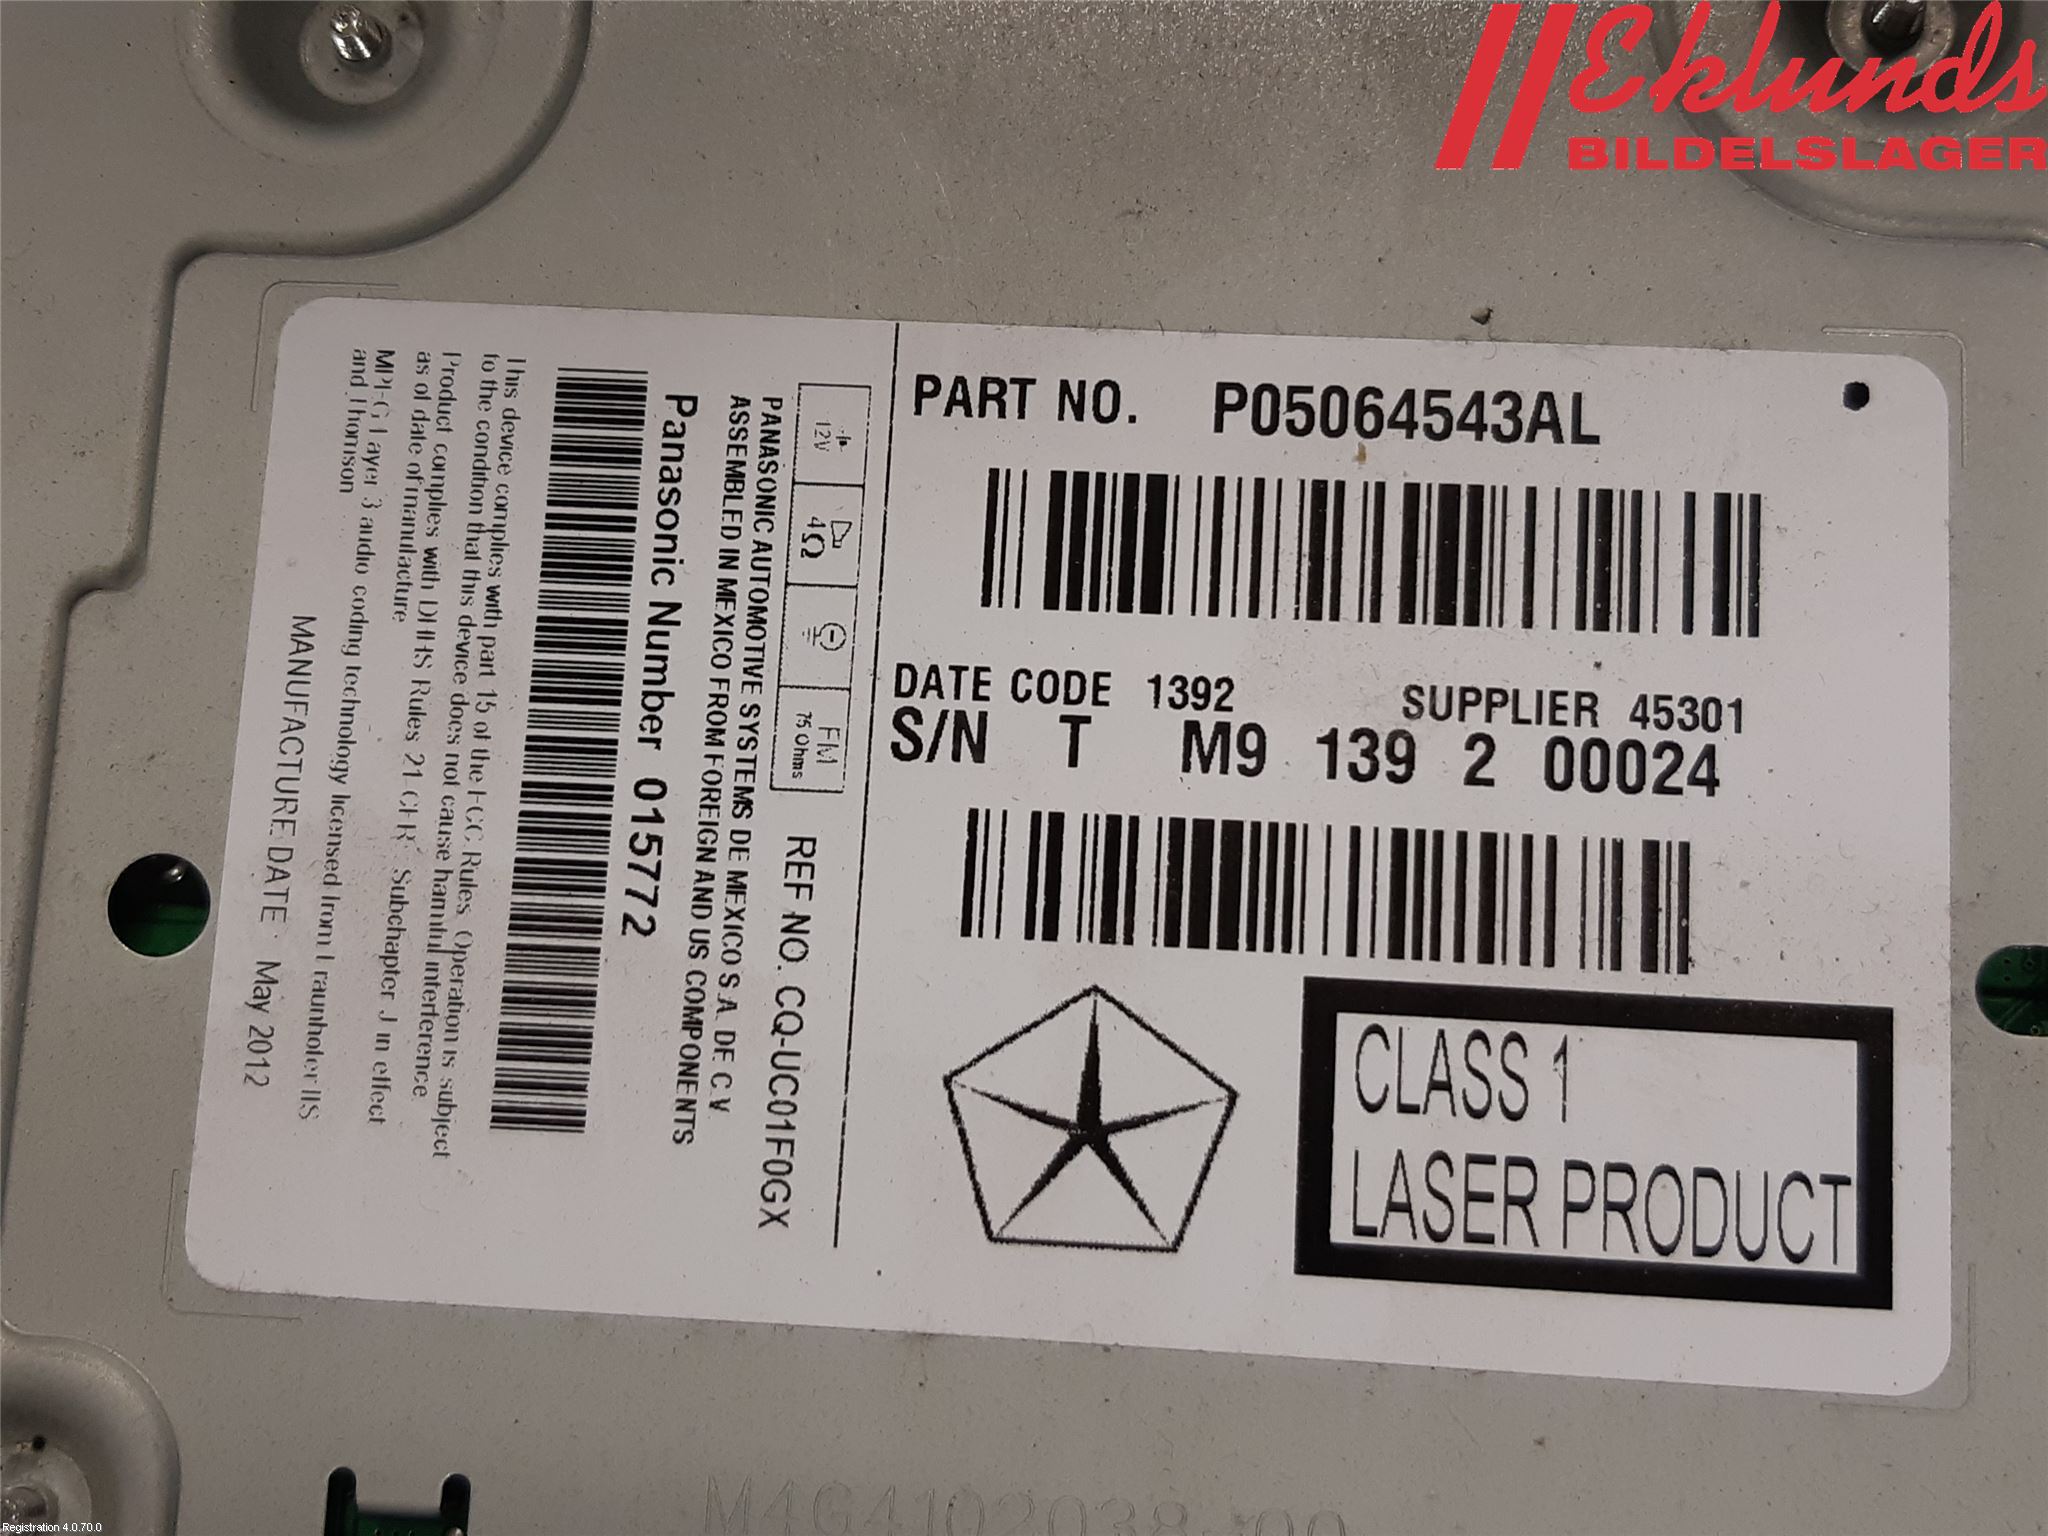 Eklunds
BILDELSLAGER
PART NO. P05064543AL
DATE CODE 1392 SUPPLIER 45301
S/N T M9 139 2 00024
CLASS 1
LASER PRODUCT
12V
4Ω
FM
75 Ohms
REF NO. CQ-UC01F0GX
PANASONIC AUTOMOTIVE SYSTEMS DE MEXICO S.A. DE C.V.
ASSEMBLED IN MEXICO FROM FOREIGN AND US COMPONENTS
Panasonic Number 015772
This device complies with part 15 of the FCC Rules. Operation is subject
to the condition that this device does not cause harmful interference.
Product complies with DHHS Rules 21 CFR Subchapter J in effect
as of date of manufacture
MPEG Layer 3 audio coding technology licensed from Fraunhofer IIS
and Thomson
MANUFACTURE DATE : May 2012
Registration 4.0.70.0